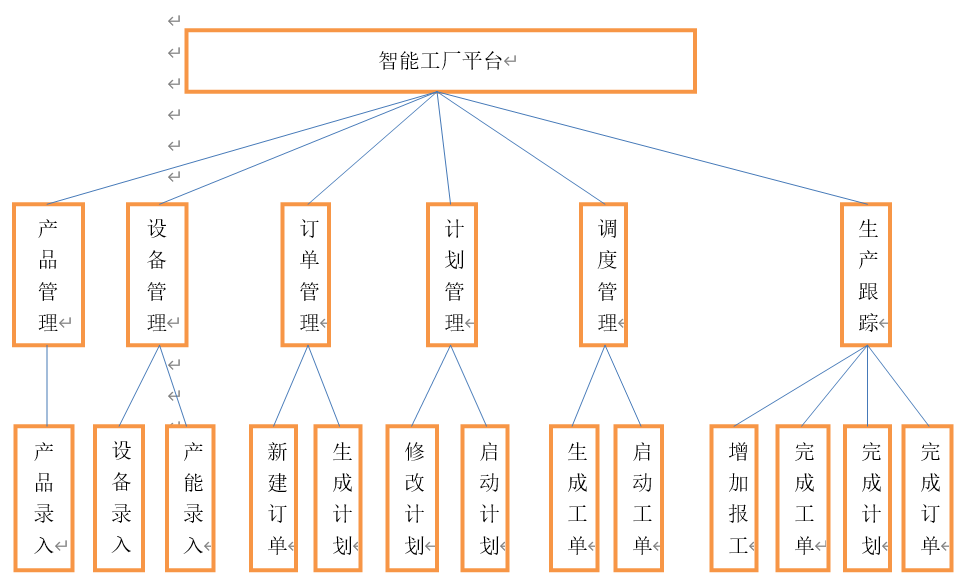 智能工厂平台
产品管理
设备管理
订单管理
计划管理
调度管理
生产跟踪
产品录入
设备录入
产能录入
新建订单
生成计划
修改计划
启动计划
生成工单
启动工单
增加报工
完成工单
完成计划
完成订单